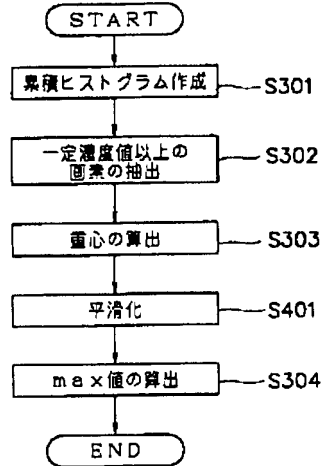 START
累積ヒストグラム作成
S301
一定濃度値以上の
画素の抽出
S302
重心の算出
S303
平滑化
S401
max値の算出
S304
END